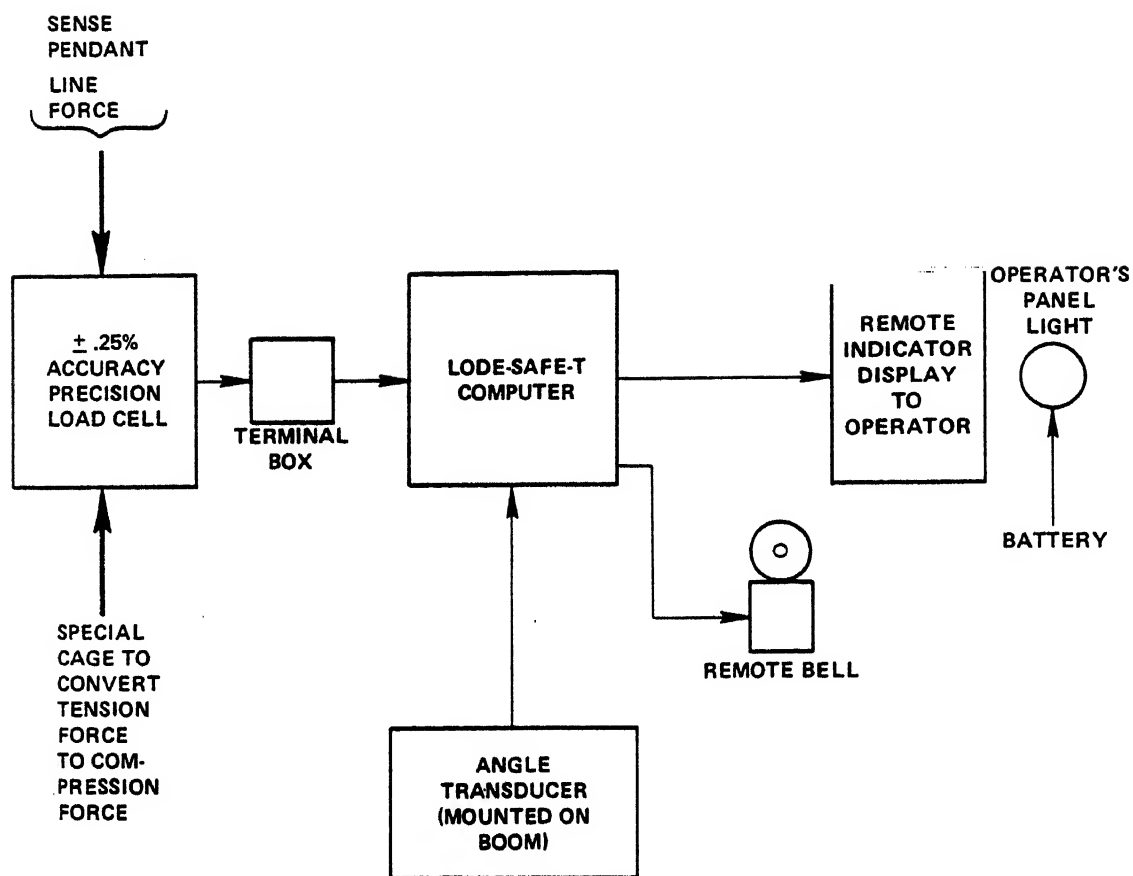 SENSE
PENDANT
LINE
FORCE
± .25%
ACCURACY
PRECISION
LOAD CELL
TERMINAL
BOX
LODE-SAFE-T
COMPUTER
REMOTE
INDICATOR
DISPLAY
TO
OPERATOR
OPERATOR'S
PANEL
LIGHT
BATTERY
REMOTE BELL
SPECIAL
CAGE TO
CONVERT
TENSION
FORCE
TO COM-
PRESSION
FORCE
ANGLE
TRANSDUCER
(MOUNTED ON
BOOM)